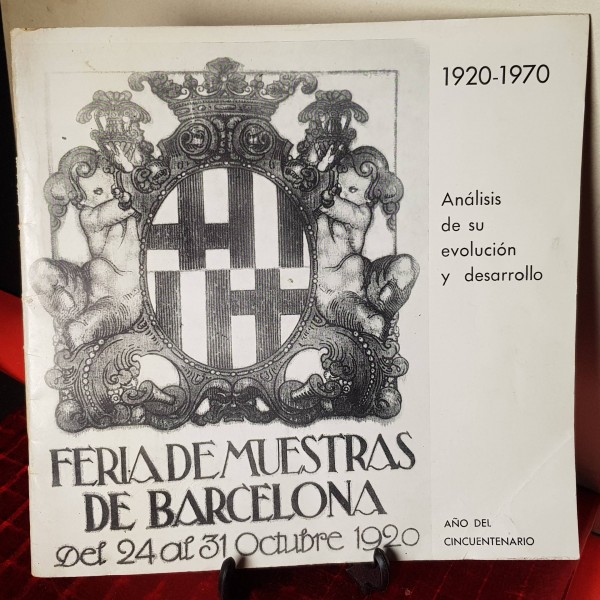 1920-1970
Análisis
de su
evolución
y desarrollo
FERIA DE MUESTRAS
DE BARCELONA
Del 24 al 31 Octubre 1920
AÑO DEL
CINCUENTENARIO